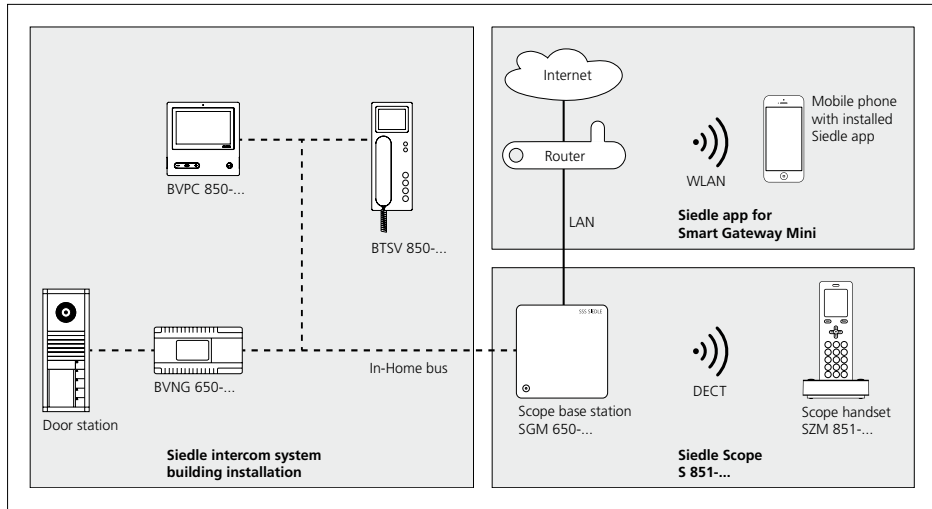 BVPC 850-...
BTSV 850-...
Door station
BVNG 650-...
In-Home bus
Siedle intercom system
building installation
Internet
Router
WLAN
Mobile phone
with installed
Siedle app
LAN
Siedle app for
Smart Gateway Mini
SSS SIEDLE
DECT
Scope base station
SGM 650-...
Scope handset
SZM 851-...
Siedle Scope
S 851-...